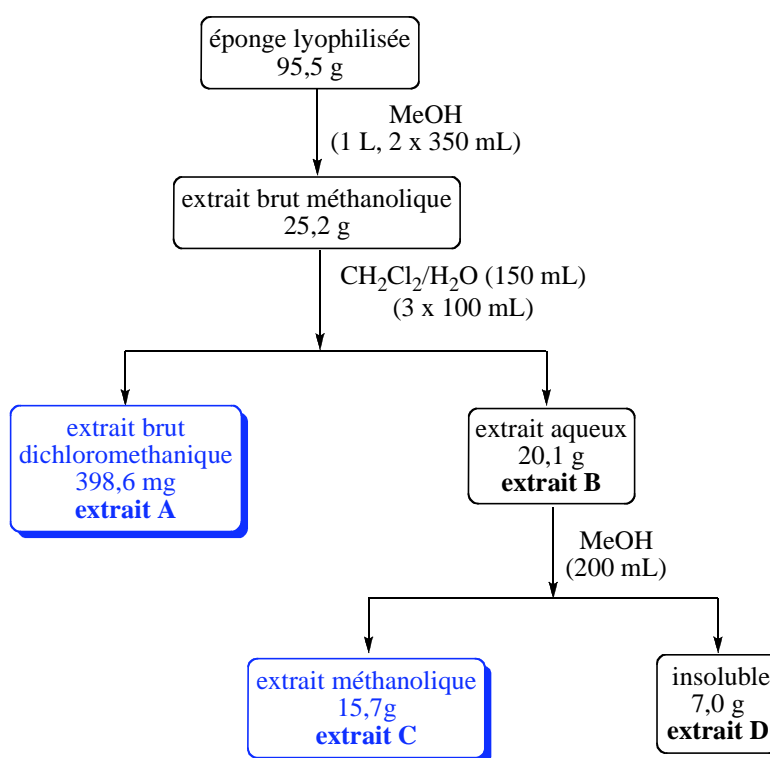 éponge lyophilisée
95,5 g
MeOH
(1 L, 2 x 350 mL)
extrait brut méthanolique
25,2 g
CH₂Cl₂/H₂O (150 mL)
(3 x 100 mL)
extrait brut
dichloromethanique
398,6 mg
extrait A
extrait aqueux
20,1 g
extrait B
MeOH
(200 mL)
extrait méthanolique
15,7g
extrait C
insoluble
7,0 g
extrait D